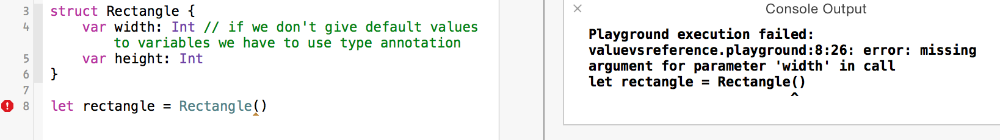 3 struct Rectangle {
4 var width: Int // if we don't give default values
to variables we have to use type annotation
5 var height: Int
6 }
7
8 let rectangle = Rectangle()
Console Output
Playground execution failed:
valuevsreference.playground:8:26: error: missing
argument for parameter 'width' in call
let rectangle = Rectangle()
^